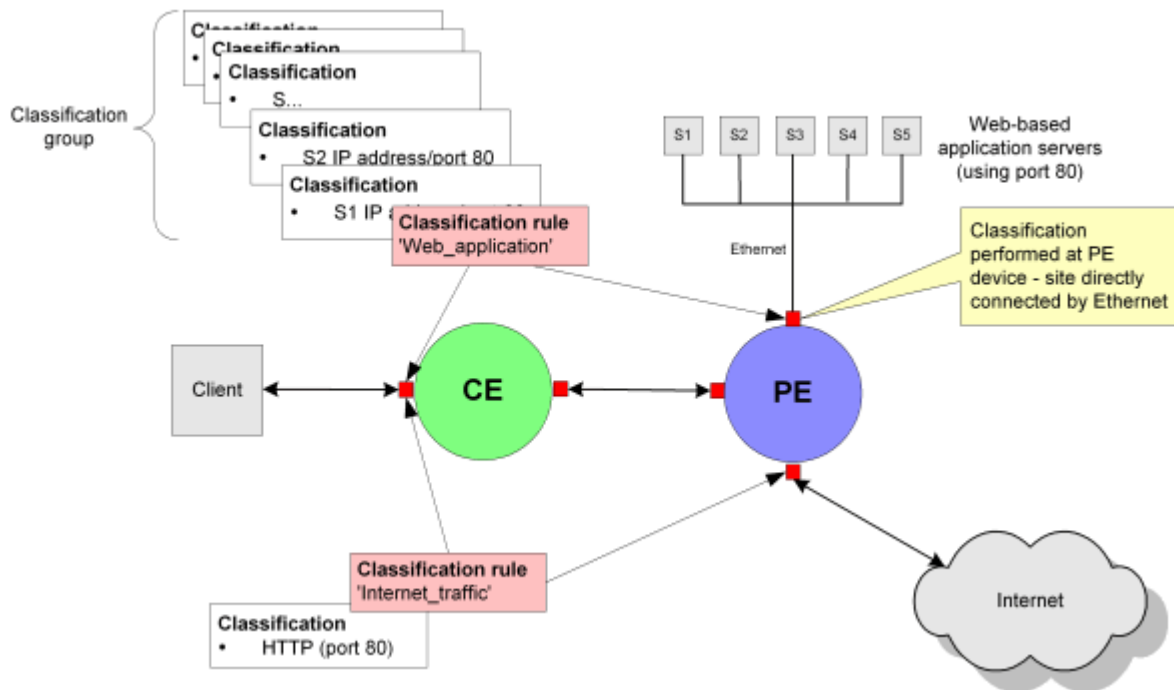 Classification
Classification
Classification
• S...
Classification
• S2 IP address/port 80
Classification
• S1 IP
Classification
group
Classification rule
'Web_application'
S1 S2 S3 S4 S5
Web-based
application servers
(using port 80)
Ethernet
Classification
performed at PE
device - site directly
connected by Ethernet
Client
CE
PE
Classification rule
'Internet_traffic'
Classification
• HTTP (port 80)
Internet